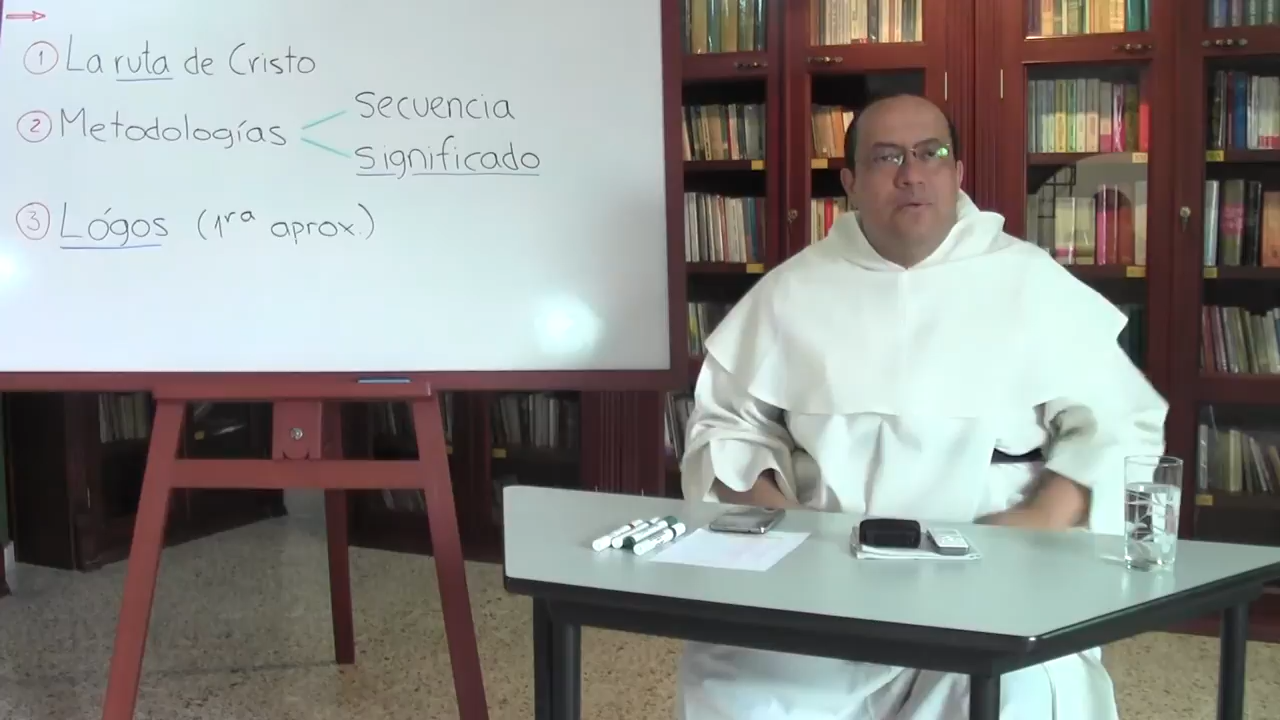 ① La ruta de Cristo
② Metodologías
Secuencia
Significado
③ Lógos (1ra aprox.)